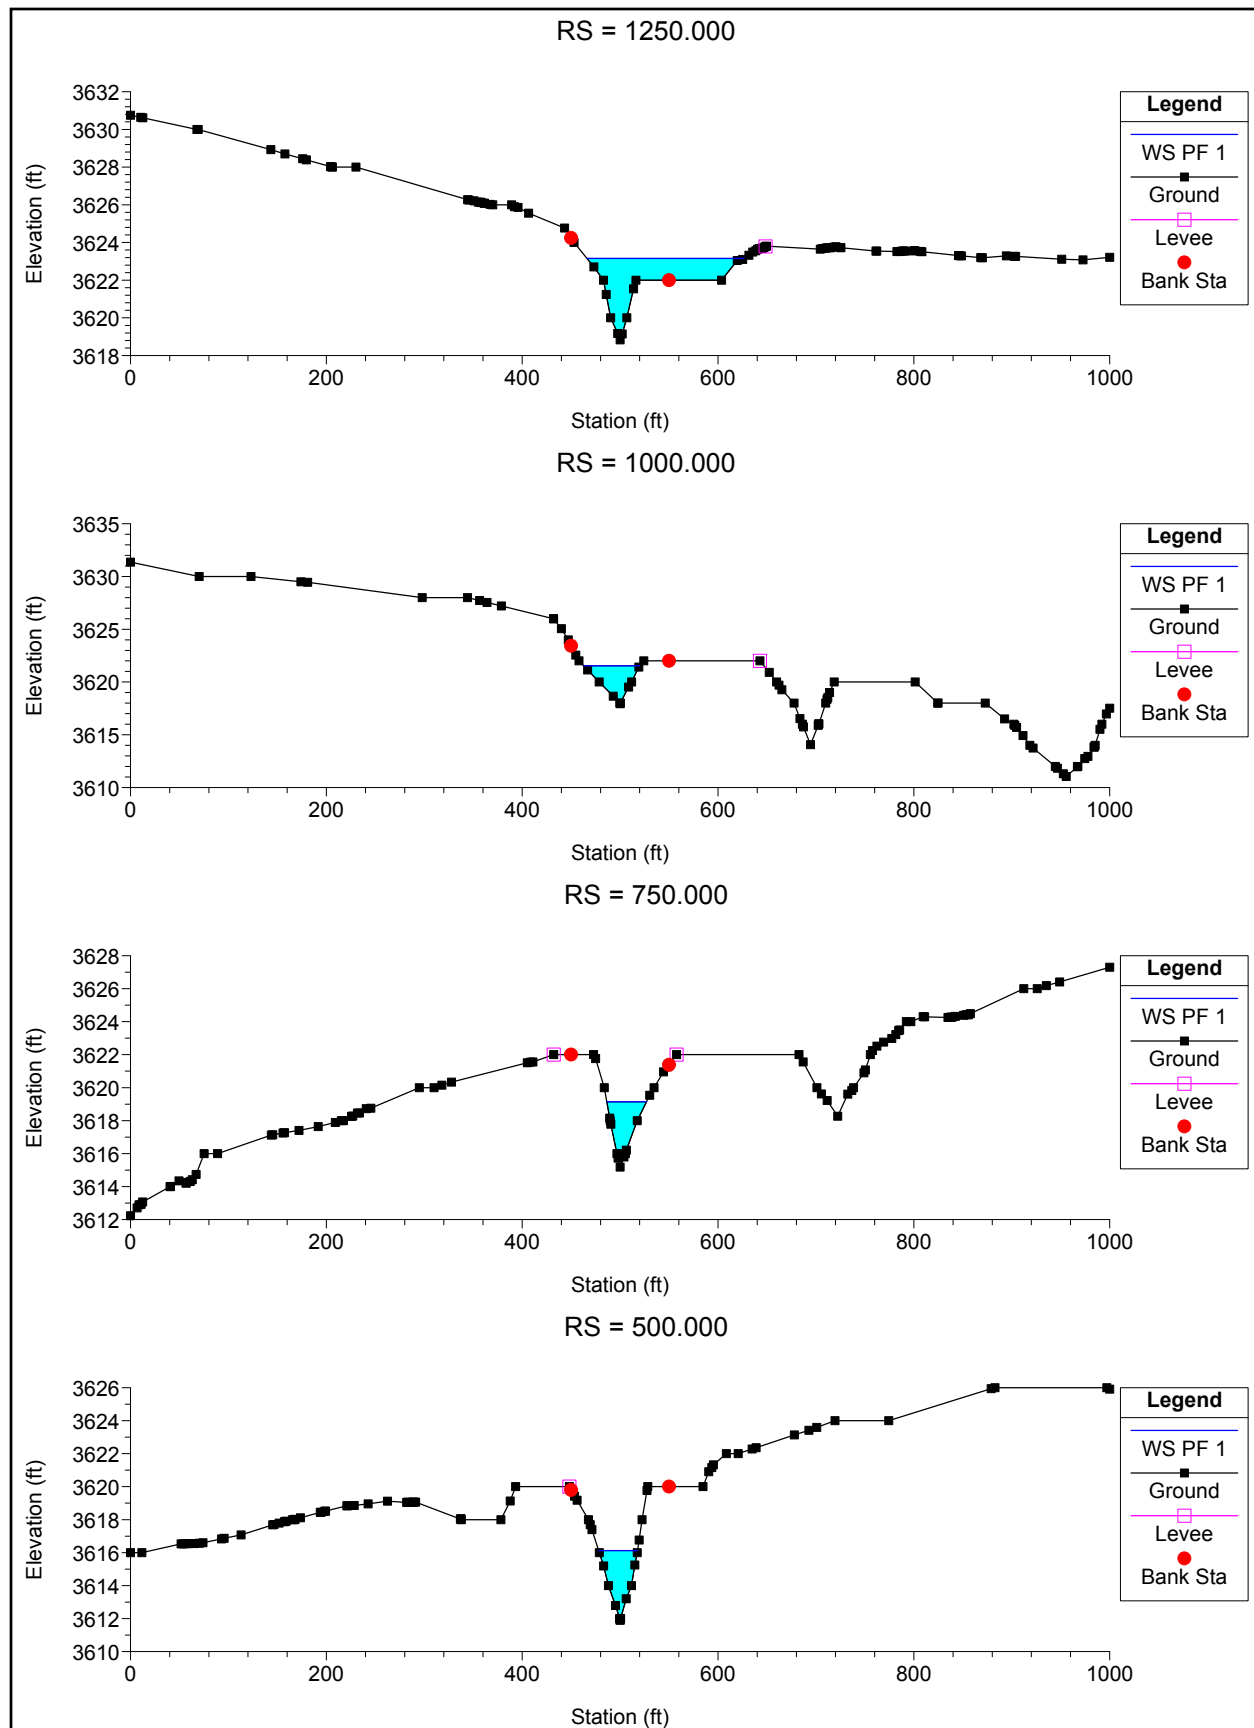 RS = 1250.000
3632
3630
3628
3626
3624
3622
3620
3618
Elevation (ft)
0 200 400 600 800 1000
Station (ft)
Legend
WS PF 1
Ground
Levee
Bank Sta
RS = 1000.000
3635
3630
3625
3620
3615
3610
Elevation (ft)
0 200 400 600 800 1000
Station (ft)
Legend
WS PF 1
Ground
Levee
Bank Sta
RS = 750.000
3628
3626
3624
3622
3620
3618
3616
3614
3612
Elevation (ft)
0 200 400 600 800 1000
Station (ft)
Legend
WS PF 1
Ground
Levee
Bank Sta
RS = 500.000
3626
3624
3622
3620
3618
3616
3614
3612
3610
Elevation (ft)
0 200 400 600 800 1000
Station (ft)
Legend
WS PF 1
Ground
Levee
Bank Sta